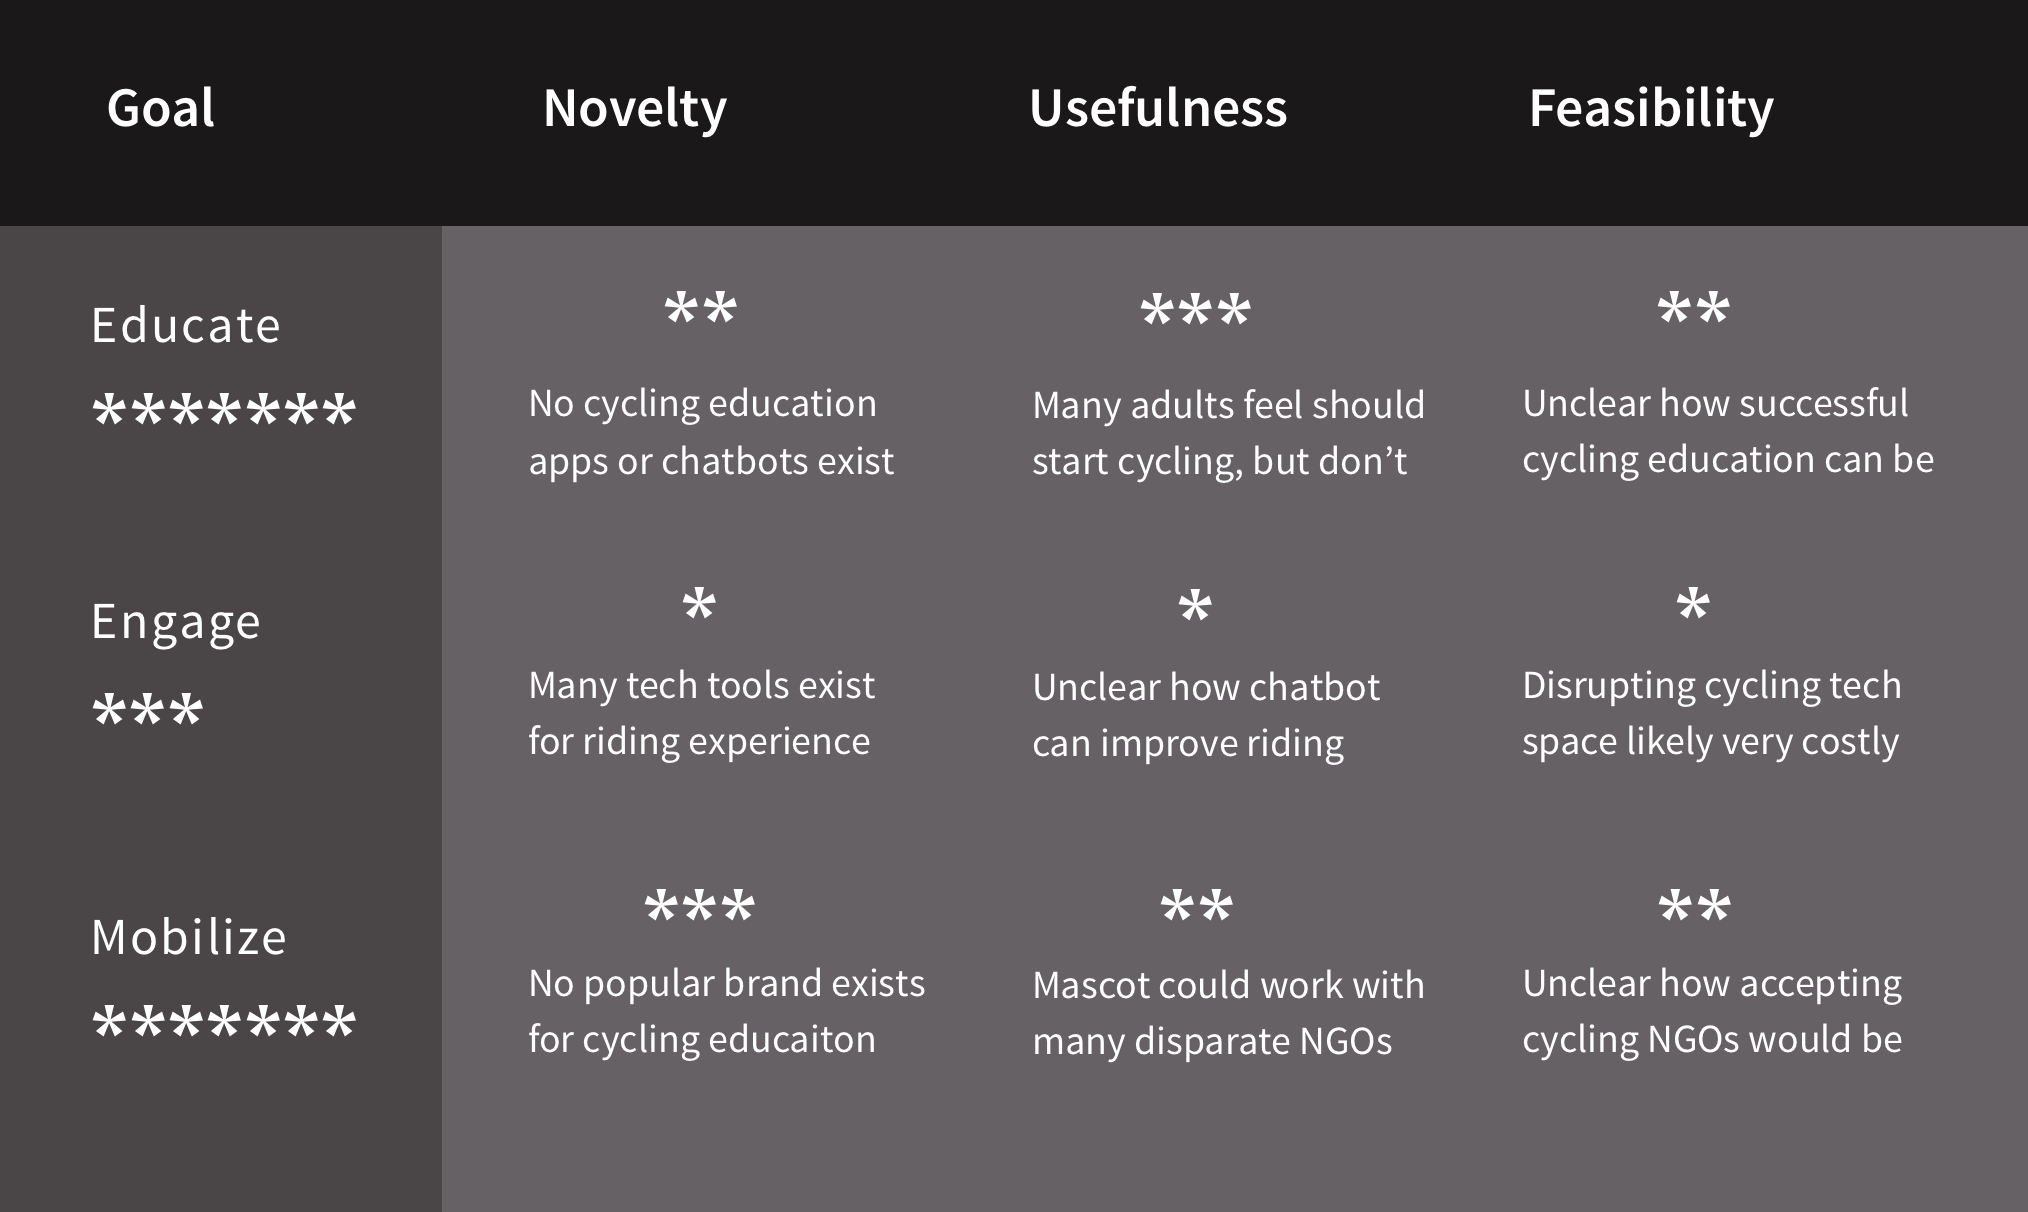 Goal Novelty Usefulness Feasibility
Educate
*******
**
No cycling education
apps or chatbots exist
***
Many adults feel should
start cycling, but don’t
**
Unclear how successful
cycling education can be
Engage
***
*
Many tech tools exist
for riding experience
*
Unclear how chatbot
can improve riding
*
Disrupting cycling tech
space likely very costly
Mobilize
*******
***
No popular brand exists
for cycling educaiton
**
Mascot could work with
many disparate NGOs
**
Unclear how accepting
cycling NGOs would be